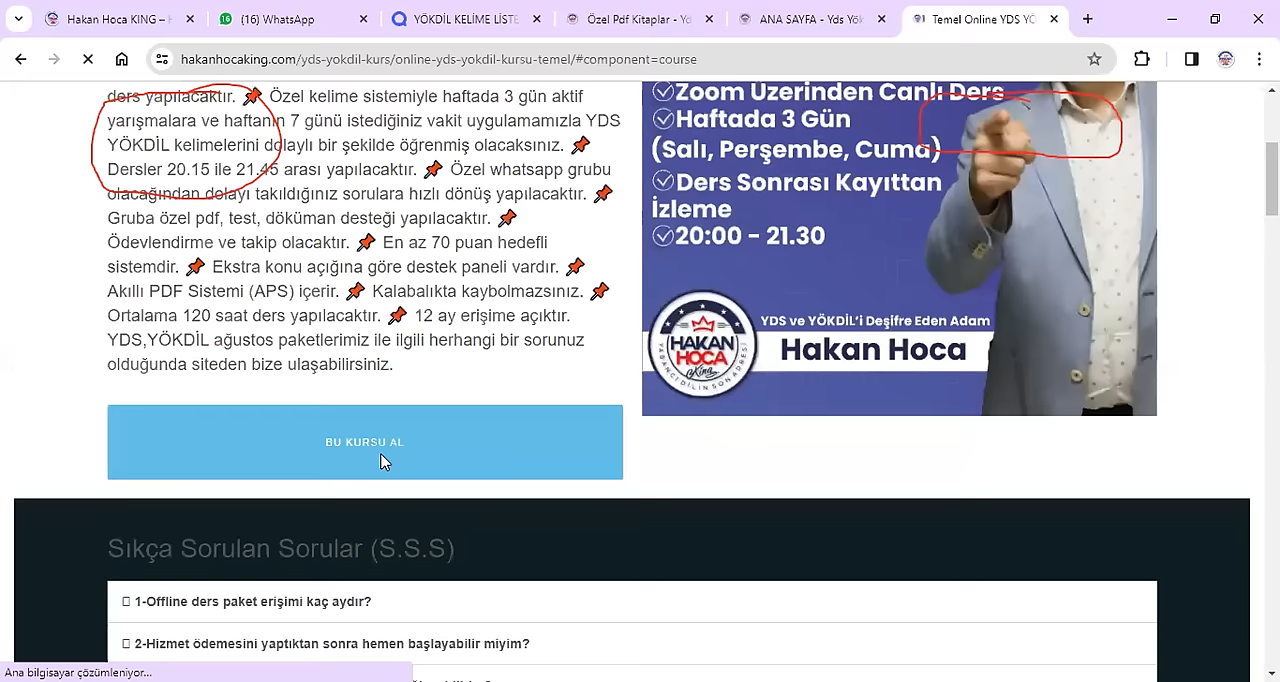 Hakan Hoca KING –
(16) WhatsApp
YÖKDİL KELİME LİSTE
Özel Pdf Kitaplar - Yd
ANA SAYFA - Yds Yök
Temel Online YDS YÖ
hakanhocaking.com/yds-yokdil-kurs/online-yds-yokdil-kursu-temel/#component=course
ders yapılacaktır. 📌 Özel kelime sistemiyle haftada 3 gün aktif
yarışmalara ve haftanın 7 günü istediğiniz vakit uygulamamızla YDS
YÖKDİL kelimelerini dolaylı bir şekilde öğrenmiş olacaksınız. 📌
Dersler 20.15 ile 21.45 arası yapılacaktır. 📌 Özel whatsapp grubu
olacağından dolayı takıldığınız sorulara hızlı dönüş yapılacaktır. 📌
Gruba özel pdf, test, döküman desteği yapılacaktır. 📌
Ödevlendirme ve takip olacaktır. 📌 En az 70 puan hedefli
sistemdir. 📌 Ekstra konu açığına göre destek paneli vardır. 📌
Akıllı PDF Sistemi (APS) içerir. 📌 Kalabalıkta kaybolmazsınız. 📌
Ortalama 120 saat ders yapılacaktır. 📌 12 ay erişime açıktır.
YDS,YÖKDİL ağustos paketlerimiz ile ilgili herhangi bir sorunuz
olduğunda siteden bize ulaşabilirsiniz.
BU KURSU AL
Zoom Üzerinden Canlı Ders
Haftada 3 Gün
(Salı, Perşembe, Cuma)
Ders Sonrası Kayıttan
İzleme
20:00 - 21.30
YDS ve YÖKDİL'i Deşifre Eden Adam
Hakan Hoca
HAKAN
HOCA
King
YABANCI DİLİN SON ADRESİ
Sıkça Sorulan Sorular (S.S.S)
1-Offline ders paket erişimi kaç aydır?
2-Hizmet ödemesini yaptıktan sonra hemen başlayabilir miyim?
Ana bilgisayar çözümleniyor...